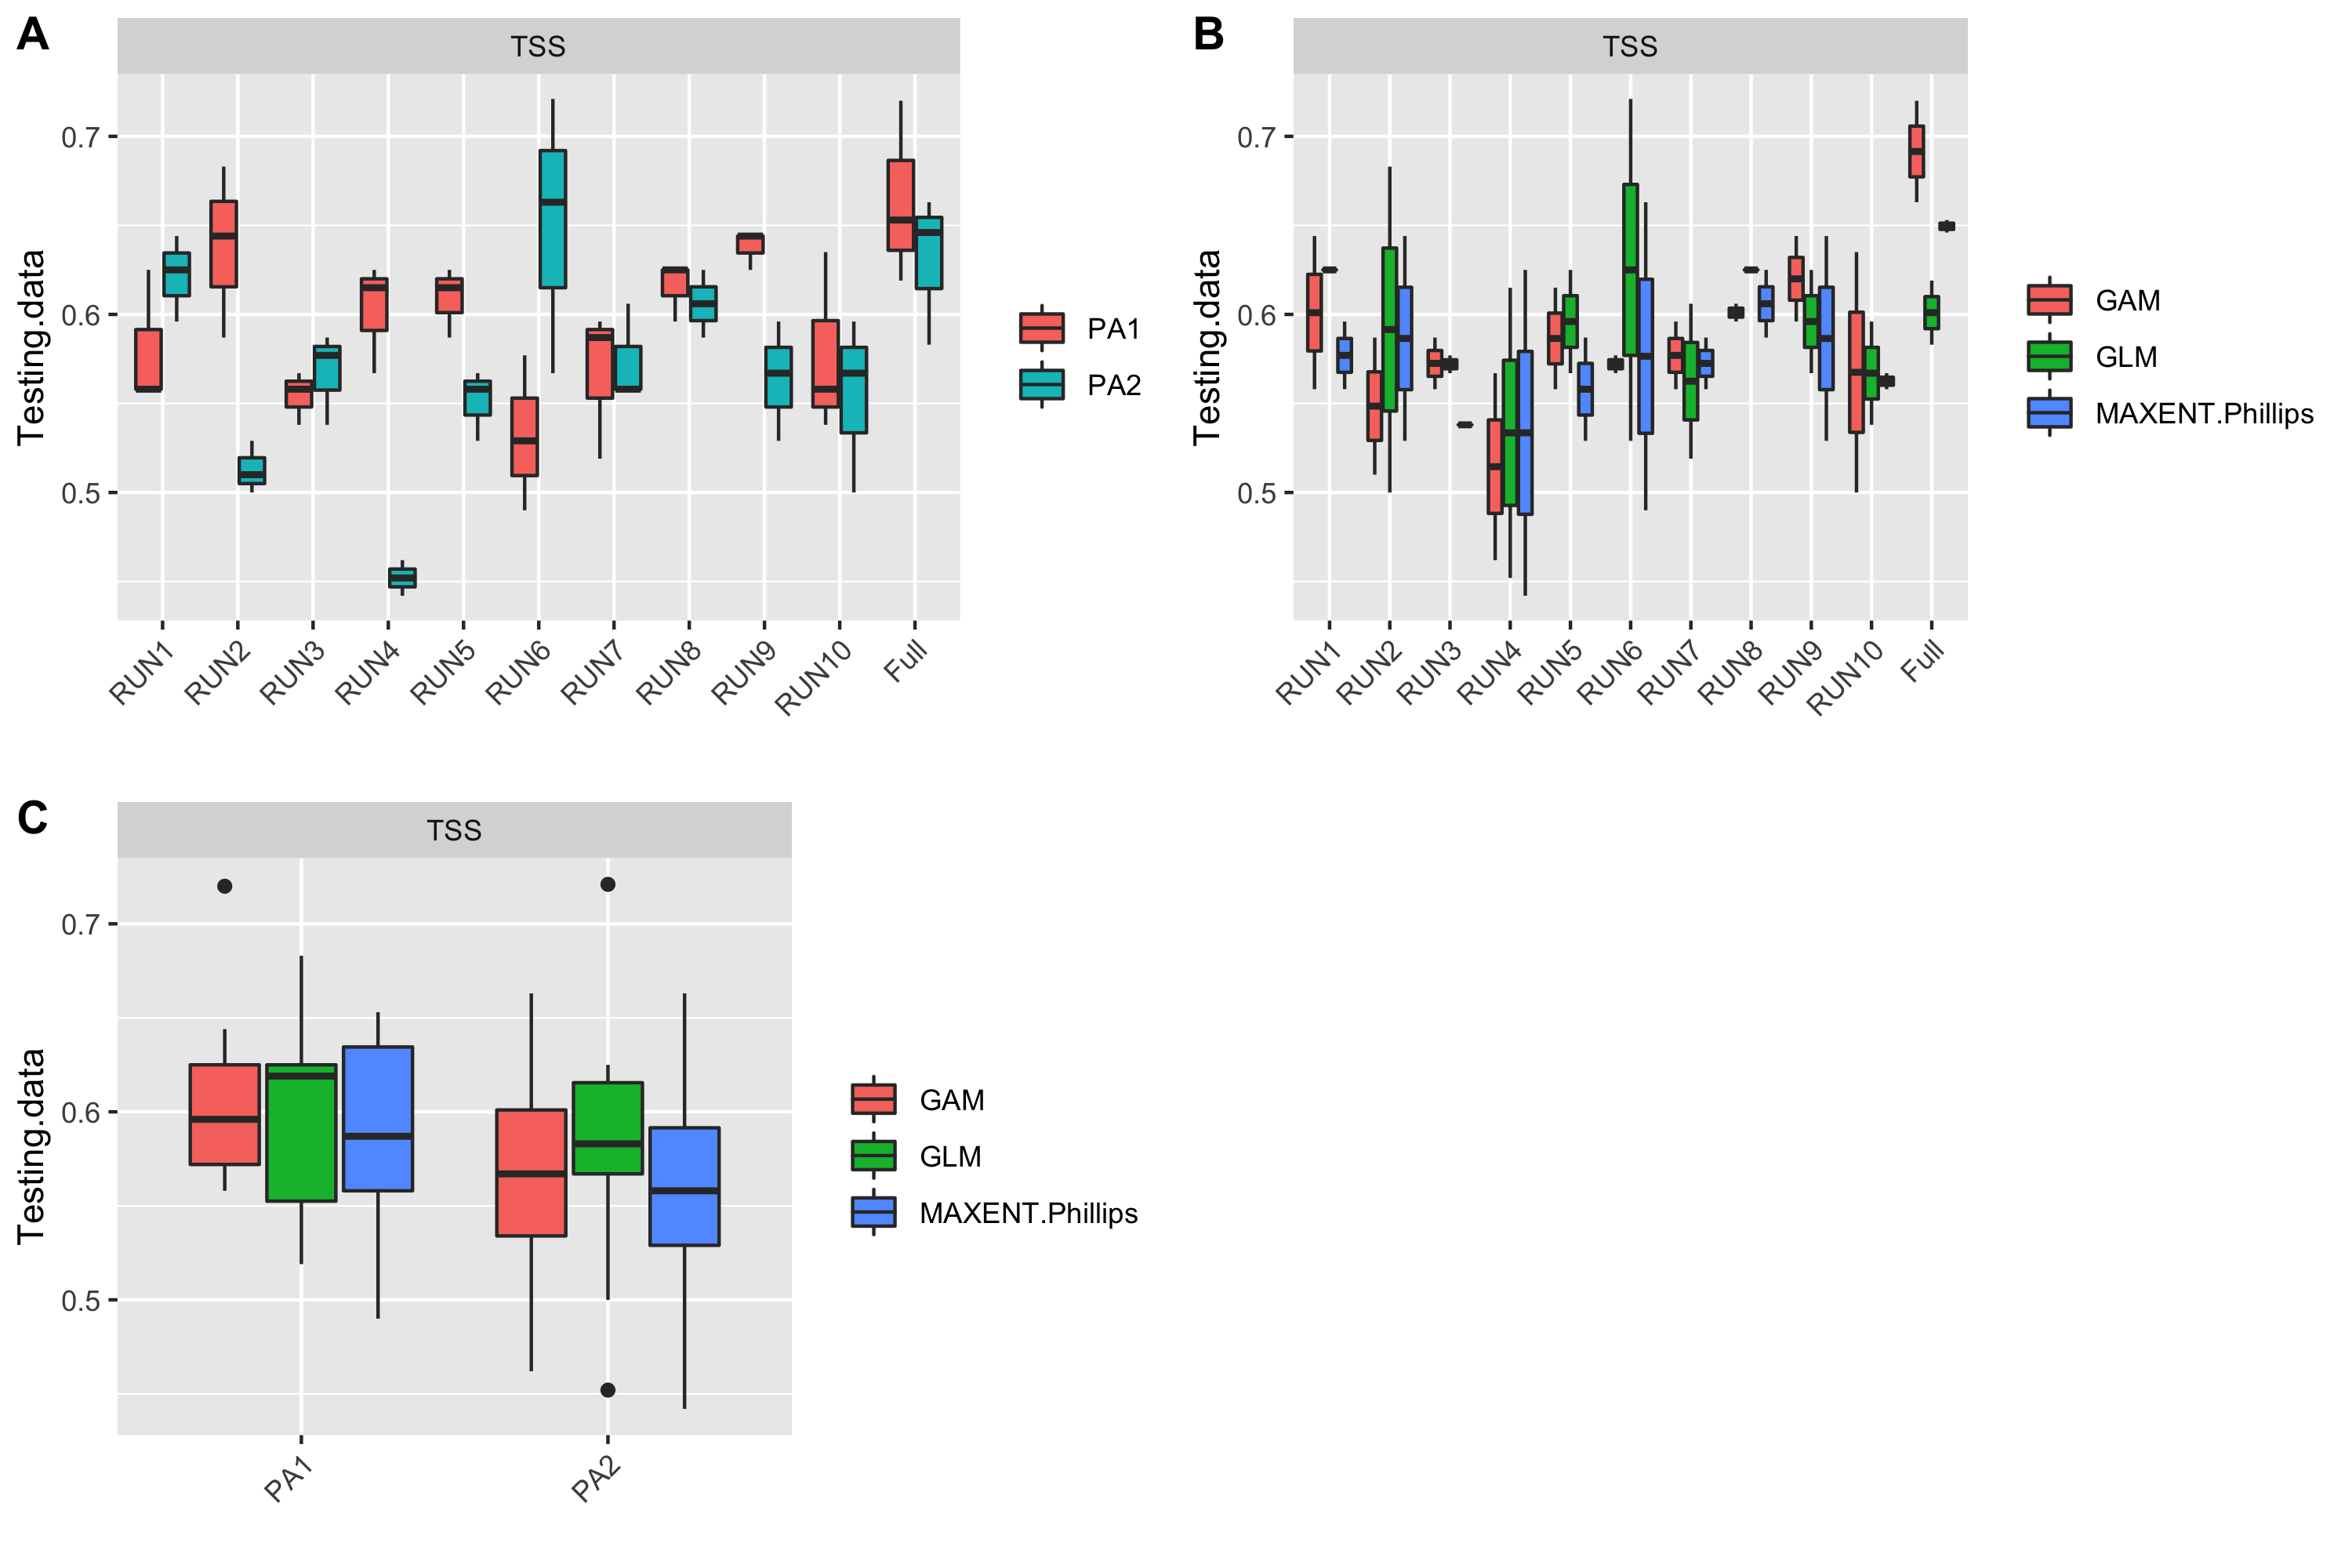 A
TSS
Testing.data
0.7
0.6
0.5
RUN1
RUN2
RUN3
RUN4
RUN5
RUN6
RUN7
RUN8
RUN9
RUN10
Full
PA1
PA2
B
TSS
Testing.data
0.7
0.6
0.5
RUN1
RUN2
RUN3
RUN4
RUN5
RUN6
RUN7
RUN8
RUN9
RUN10
Full
GAM
GLM
MAXENT.Phillips
C
TSS
Testing.data
0.7
0.6
0.5
PA1
PA2
GAM
GLM
MAXENT.Phillips